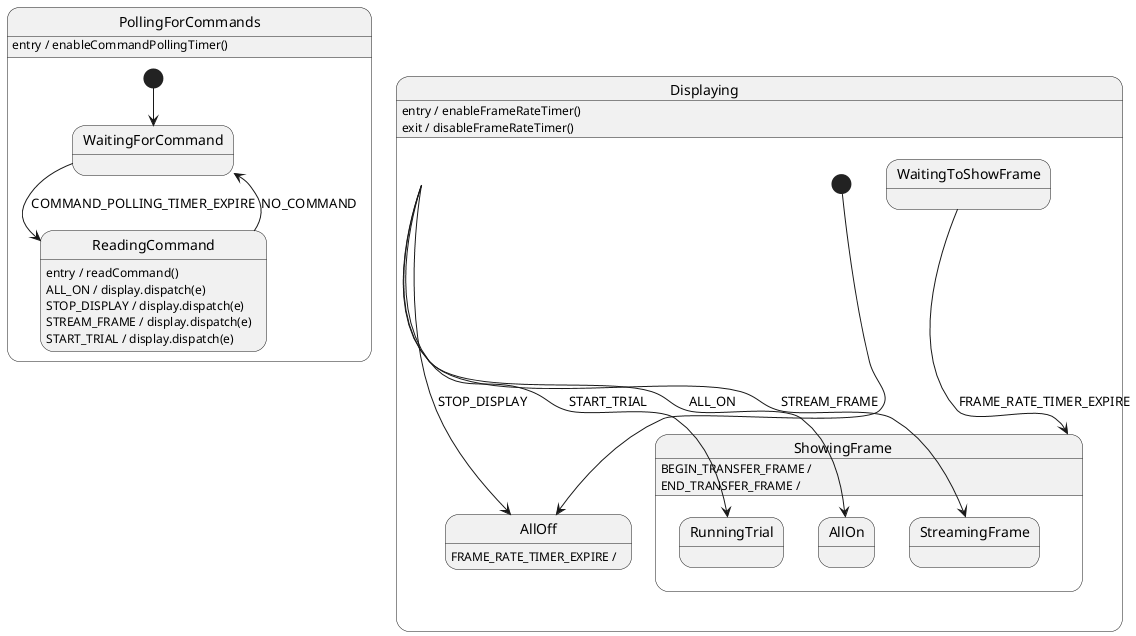 PollingForCommands
entry / enableCommandPollingTimer()
WaitingForCommand
COMMAND_POLLING_TIMER_EXPIRE
NO_COMMAND
ReadingCommand
entry / readCommand()
ALL_ON / display.dispatch(e)
STOP_DISPLAY / display.dispatch(e)
STREAM_FRAME / display.dispatch(e)
START_TRIAL / display.dispatch(e)
Displaying
entry / enableFrameRateTimer()
exit / disableFrameRateTimer()
WaitingToShowFrame
STOP_DISPLAY
START_TRIAL
ALL_ON
STREAM_FRAME
FRAME_RATE_TIMER_EXPIRE
ShowingFrame
BEGIN_TRANSFER_FRAME /
END_TRANSFER_FRAME /
AllOff
FRAME_RATE_TIMER_EXPIRE /
RunningTrial
AllOn
StreamingFrame